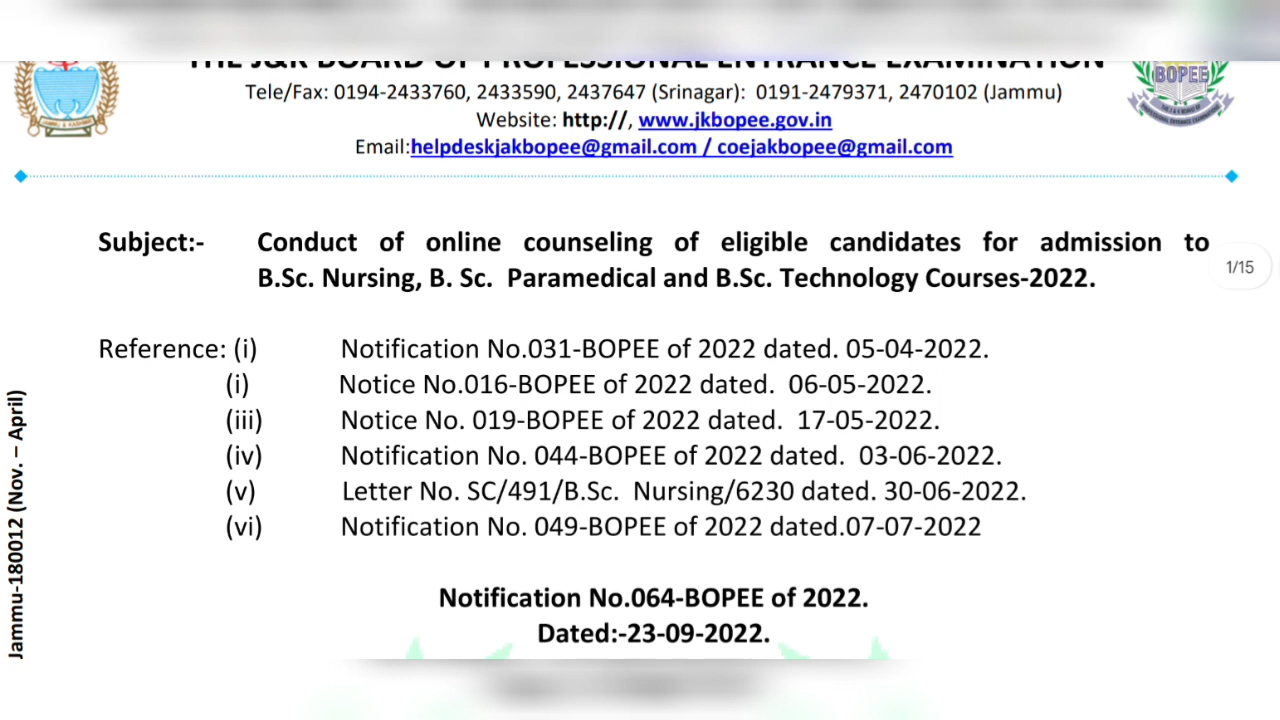 THE J&K BOARD OF PROFESSIONAL ENTRANCE EXAMINATION
BOPEE
Tele/Fax: 0194-2433760, 2433590, 2437647 (Srinagar): 0191-2479371, 2470102 (Jammu)
Website: http//, www.jkbopee.gov.in
Email:helpdeskjakbopee@gmail.com / coejakbopee@gmail.com
Subject:- Conduct of online counseling of eligible candidates for admission to
B.Sc. Nursing, B. Sc. Paramedical and B.Sc. Technology Courses-2022.
1/15
Reference: (i) Notification No.031-BOPEE of 2022 dated. 05-04-2022.
(i) Notice No.016-BOPEE of 2022 dated. 06-05-2022.
(iii) Notice No. 019-BOPEE of 2022 dated. 17-05-2022.
(iv) Notification No. 044-BOPEE of 2022 dated. 03-06-2022.
(v) Letter No. SC/491/B.Sc. Nursing/6230 dated. 30-06-2022.
(vi) Notification No. 049-BOPEE of 2022 dated.07-07-2022
Notification No.064-BOPEE of 2022.
Dated:-23-09-2022.
Jammu-180012 (Nov. – April)